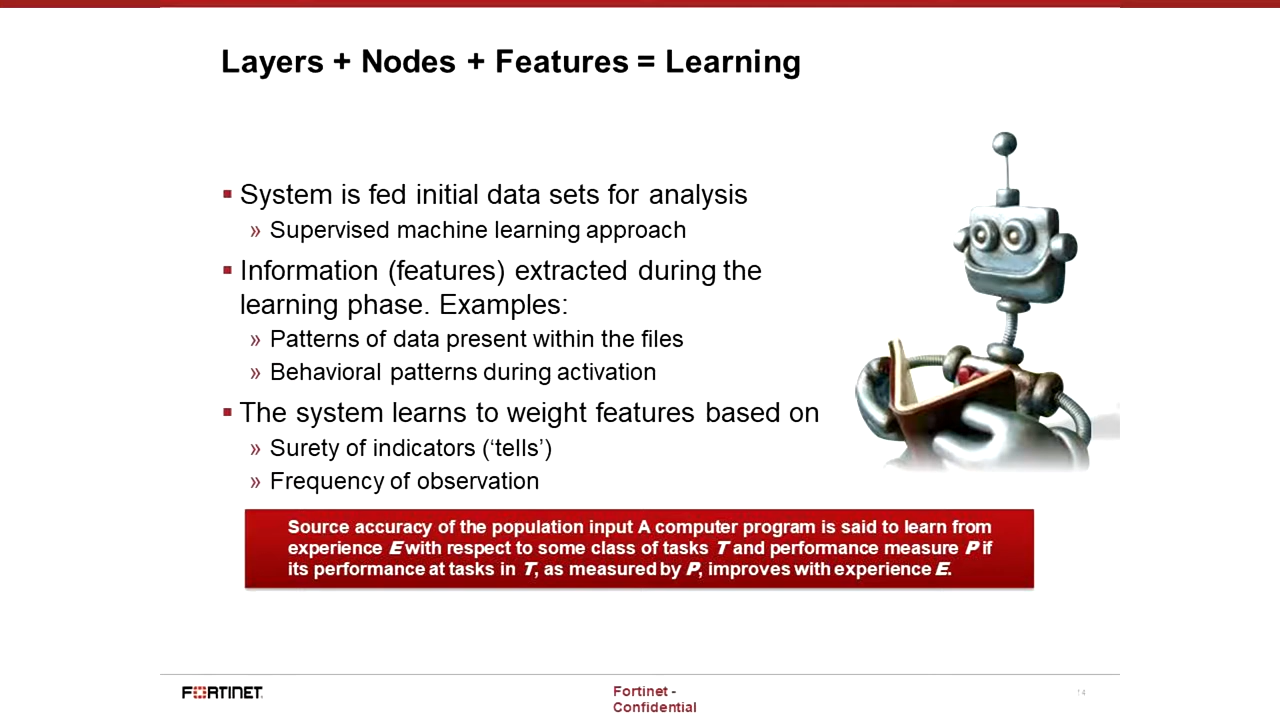 Layers + Nodes + Features = Learning
▪ System is fed initial data sets for analysis
» Supervised machine learning approach
▪ Information (features) extracted during the
learning phase. Examples:
» Patterns of data present within the files
» Behavioral patterns during activation
▪ The system learns to weight features based on
» Surety of indicators (‘tells’)
» Frequency of observation
Source accuracy of the population input A computer program is said to learn from
experience E with respect to some class of tasks T and performance measure P if
its performance at tasks in T, as measured by P, improves with experience E.
FORTINET
Fortinet -
Confidential
14